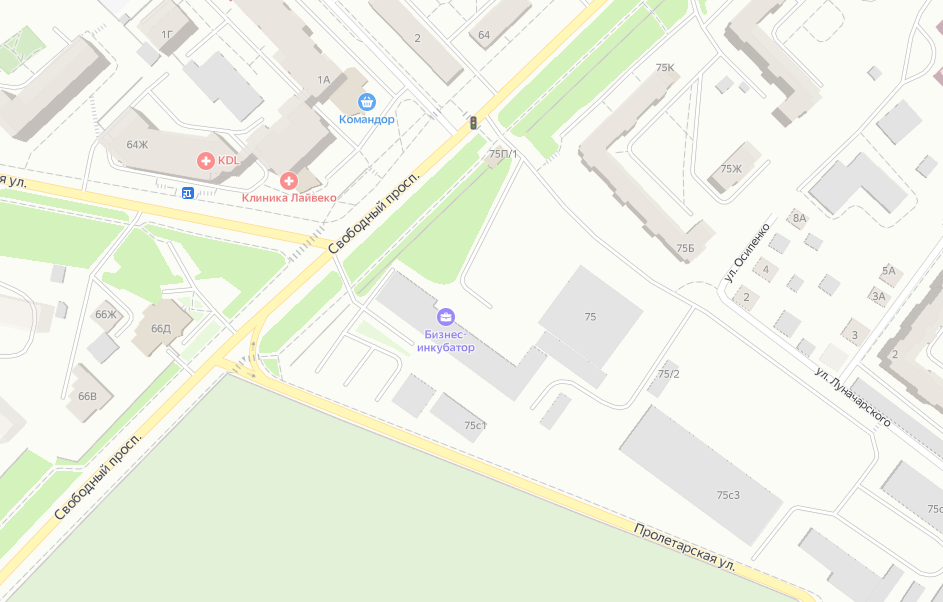 1Г
2
64
1А
75К
Командор
64Ж
KDL
75П/1
75Ж
ая ул.
Клиника Лайвеко
Свободный просп.
8А
75Б
ул. Осипенко
4
5А
2
3А
66Ж
66Д
Бизнес-
инкубатор
75
3
2
75/2
ул. Луначарского
66В
75с1
Свободный просп.
75с3
75с
Пролетарская ул.